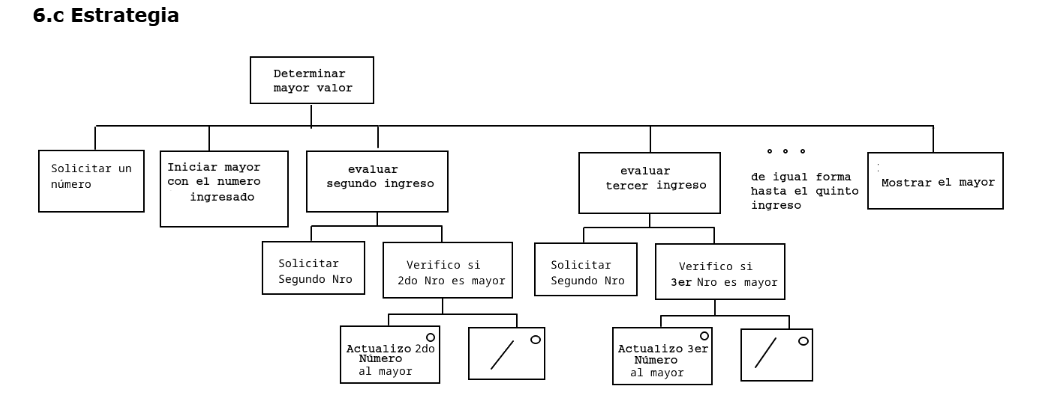 6.c Estrategia
Determinar
mayor valor
Solicitar un
número
Iniciar mayor
con el numero
ingresado
evaluar
segundo ingreso
evaluar
tercer ingreso
de igual forma
hasta el quinto
ingreso
Mostrar el mayor
Solicitar
Segundo Nro
Verifico si
2do Nro es mayor
Solicitar
Segundo Nro
Verifico si
3er Nro es mayor
Actualizo 2do
Número
al mayor
Actualizo 3er
Número
al mayor